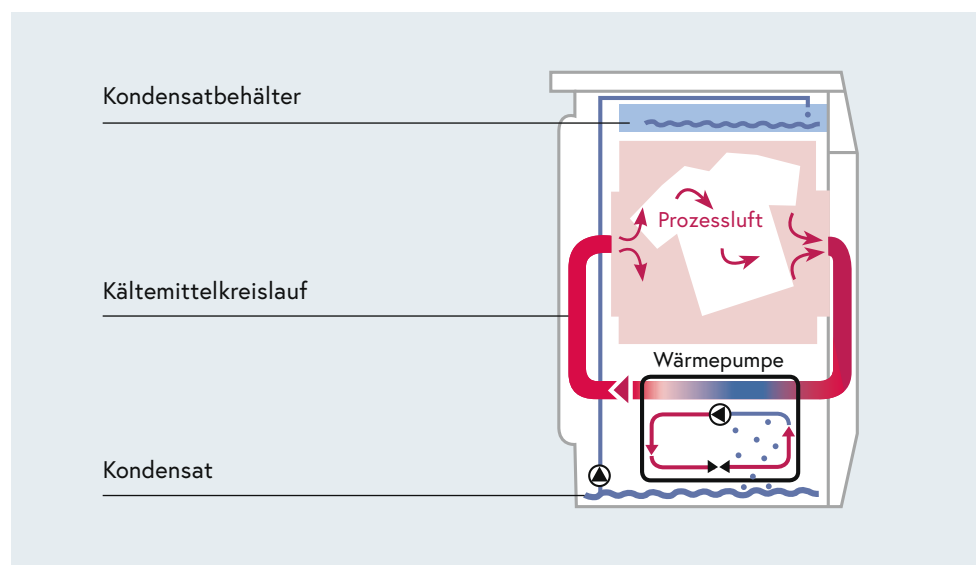 Kondensatbehälter
Prozessluft
Kältemittelkreislauf
Wärmepumpe
Kondensat